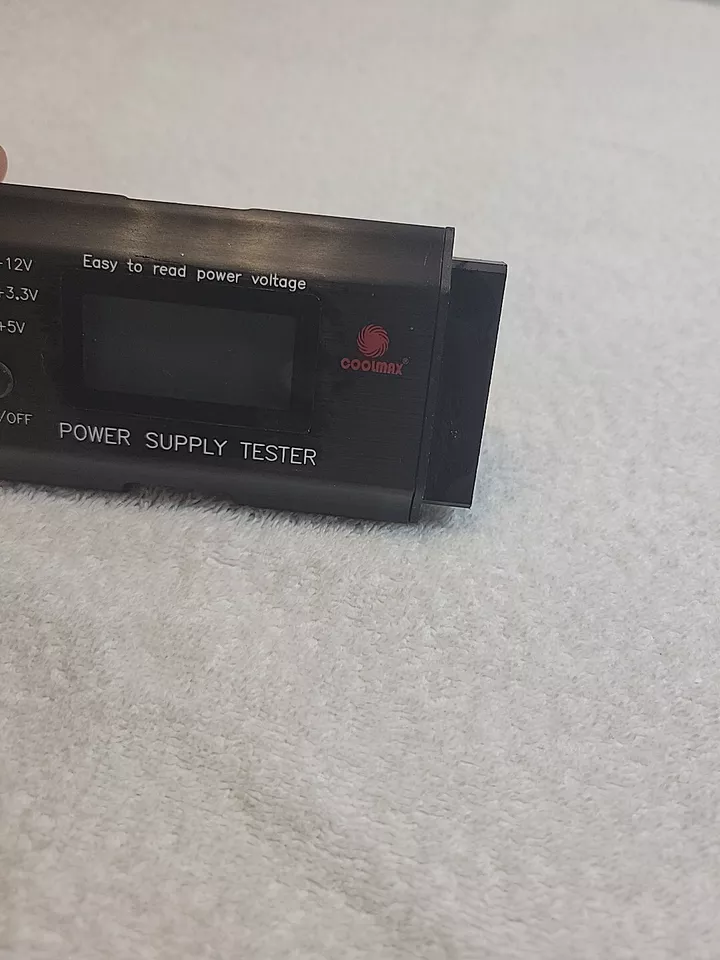 +12V
+3.3V
+5V
/OFF
Easy to read power voltage
COOLMAX®
POWER SUPPLY TESTER